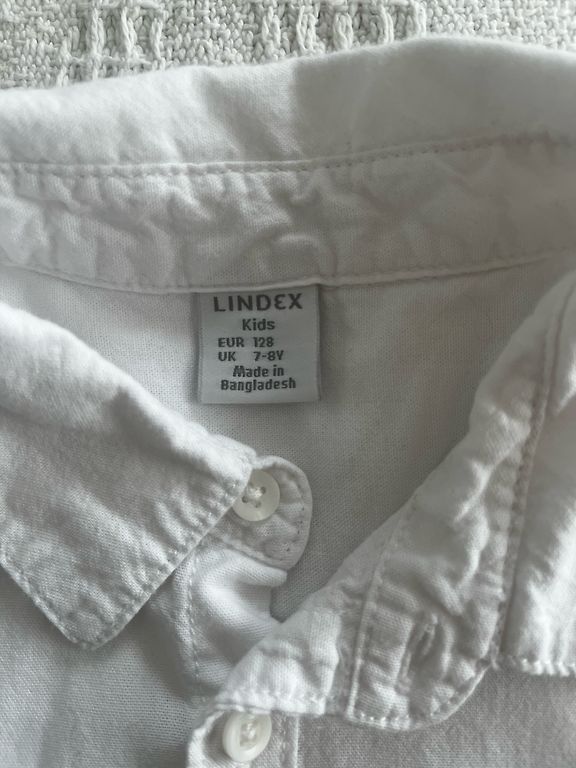 LINDEX
Kids
EUR 128
UK 7-8Y
Made in
Bangladesh